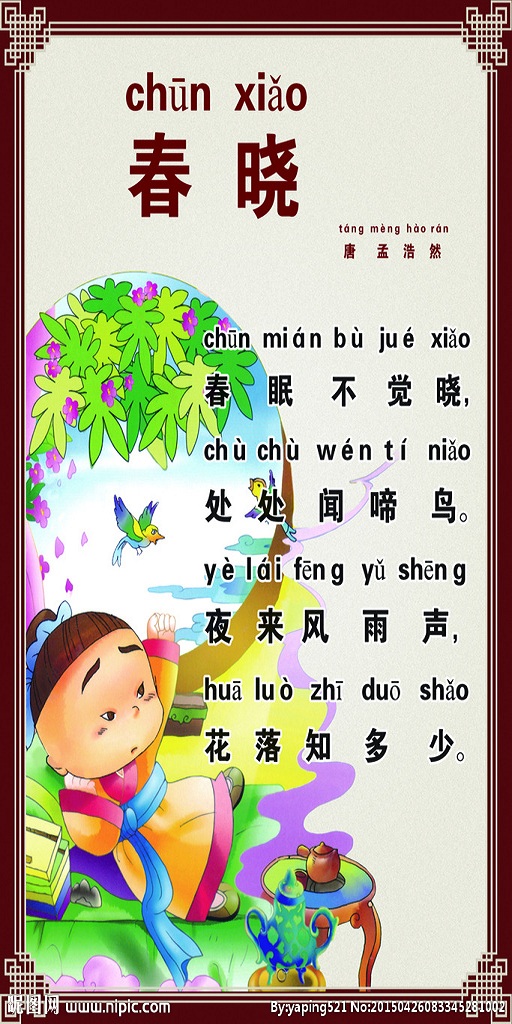 chūn xiǎo
春晓
táng mèng hào rán
唐 孟浩然
chūn mián bù jué xiǎo
春眠不觉晓,
chù chù wén tí niǎo
处处闻啼鸟。
yè lái fēng yǔ shēng
夜来风雨声,
huā luò zhī duō shǎo
花落知多少。
昵图网 www.nipic.com
By:yaping521 No:20150426083345281002